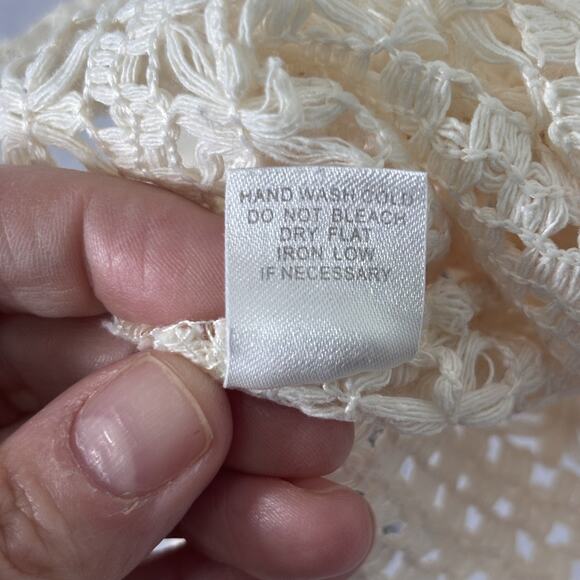 HAND WASH COLD
DO NOT BLEACH
DRY FLAT
IRON LOW
IF NECESSARY